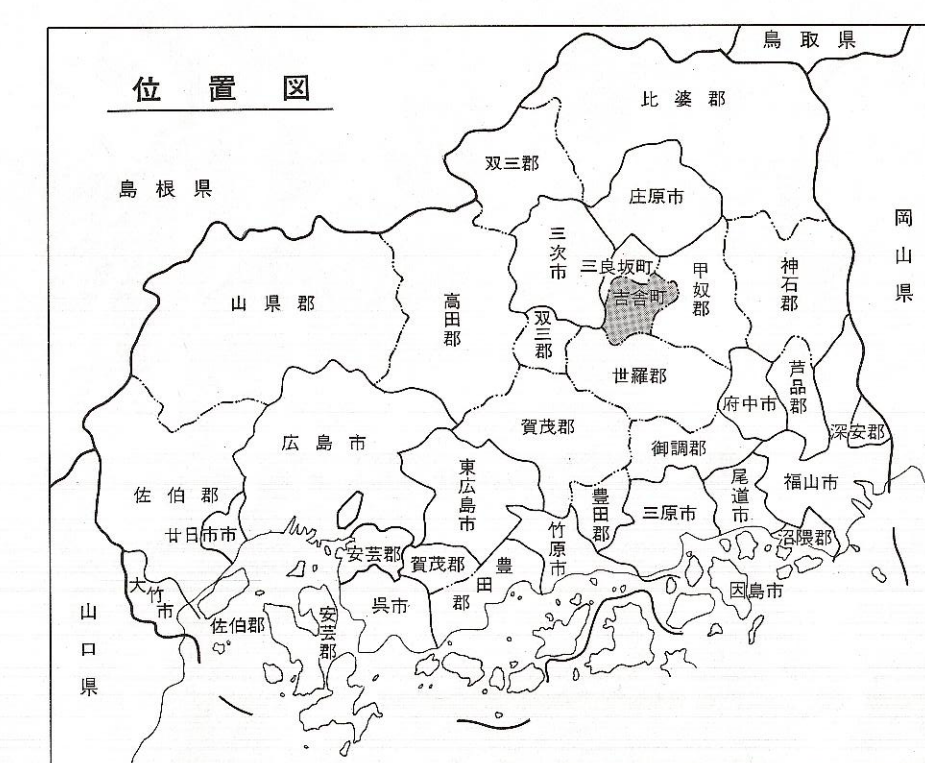 位置図
鳥取県
比婆郡
双三郡
島根県
庄原市
岡山県
三次市
三良坂町
甲奴郡
神石郡
吉舎町
山県郡
高田郡
双三郡
世羅郡
芦品郡
府中市
賀茂郡
深安郡
広島市
御調郡
東広島市
尾道市
福山市
佐伯郡
豊田郡
三原市
廿日市市
竹原市
沼隈郡
安芸郡
賀茂郡
豊田郡
大竹市
因島市
呉市
山口県
佐伯郡
安芸郡